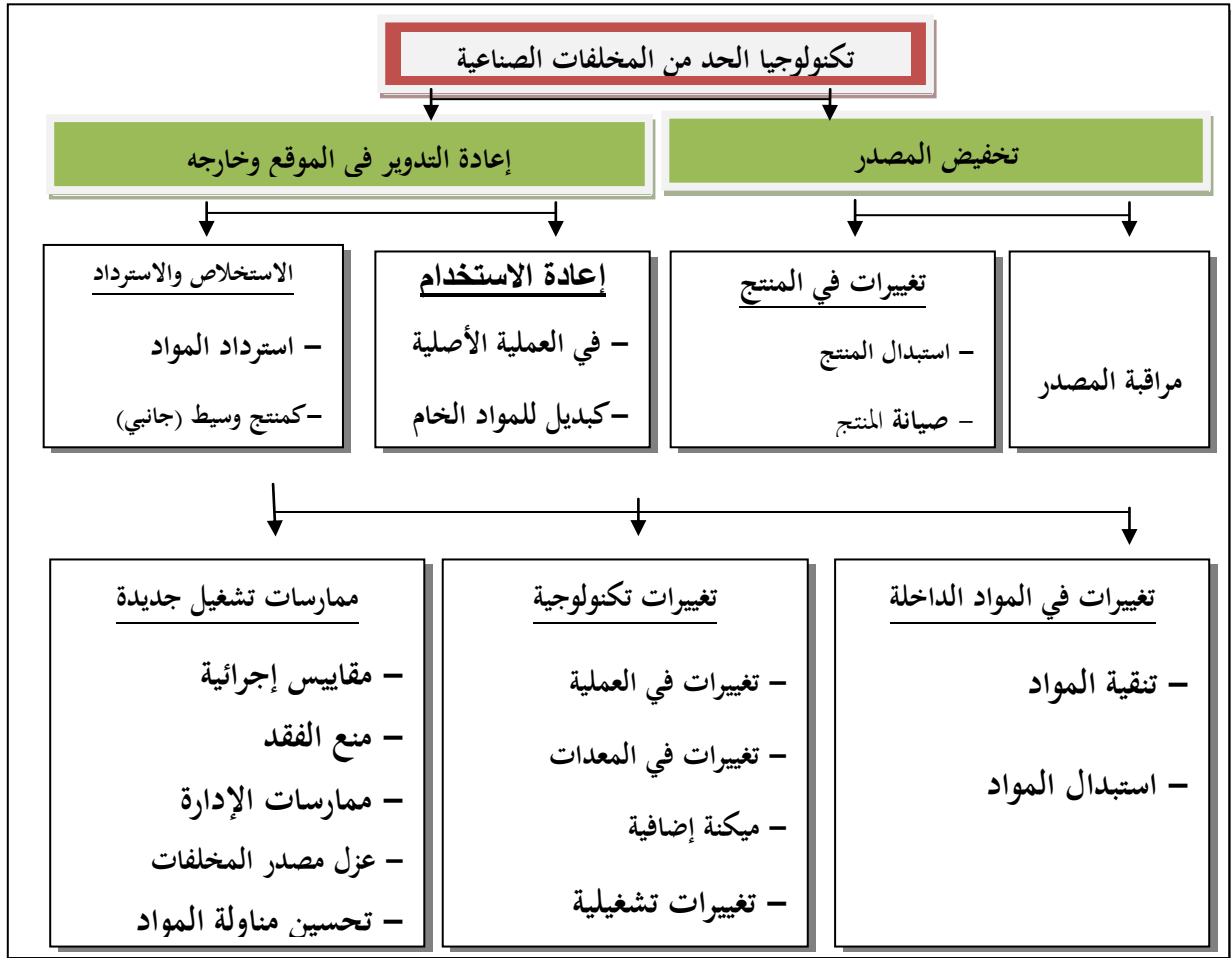 تكنولوجيا الحد من المخلفات الصناعية
تخفيض المصدر
إعادة التدوير فى الموقع وخارجه
مراقبة المصدر
تغييرات في المنتج
– استبدال المنتج
– صيانة المنتج
إعادة الاستخدام
– في العملية الأصلية
–كبديل للمواد الخام
الاستخلاص والاسترداد
– استرداد المواد
–كمنتج وسيط (جانبي)
تغييرات في المواد الداخلة
– تنقية المواد
– استبدال المواد
تغييرات تكنولوجية
– تغييرات في العملية
– تغييرات في المعدات
– ميكنة إضافية
– تغييرات تشغيلية
ممارسات تشغيل جديدة
– مقاييس إجرائية
– منع الفقد
– ممارسات الإدارة
– عزل مصدر المخلفات
– تحسين مناولة المواد